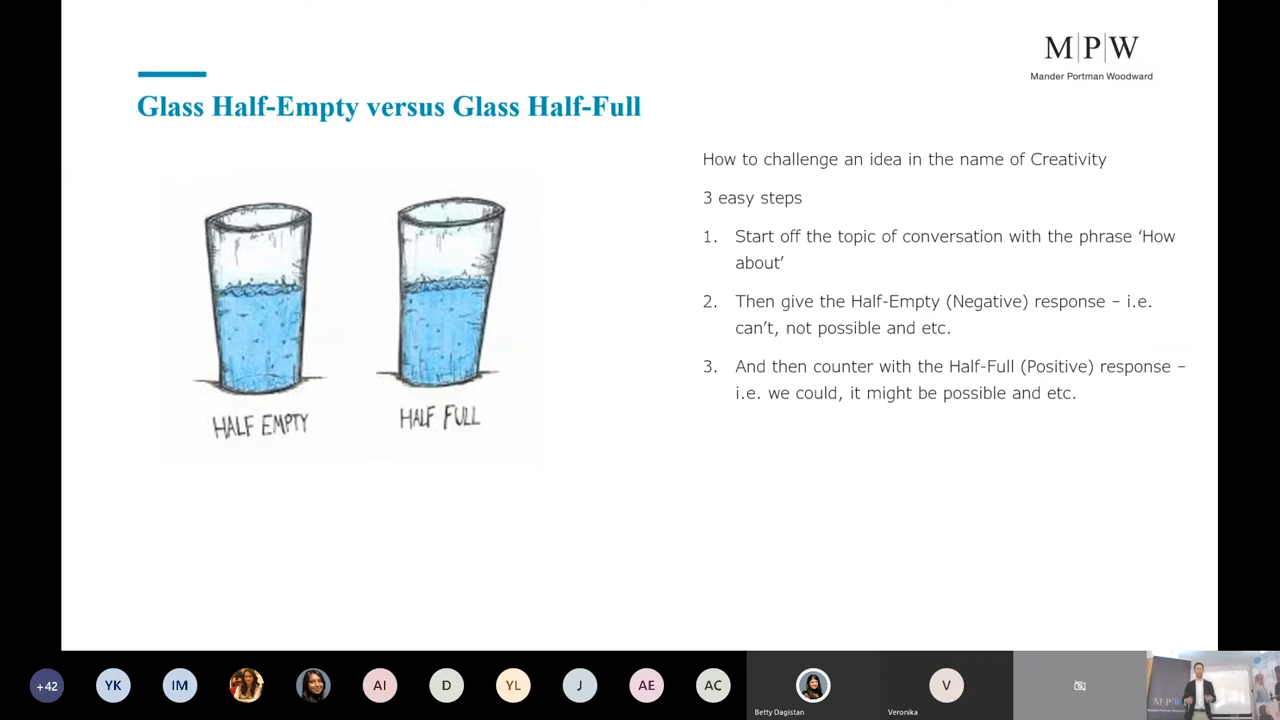 M|P|W
Mander Portman Woodward
Glass Half-Empty versus Glass Half-Full
How to challenge an idea in the name of Creativity
3 easy steps
1. Start off the topic of conversation with the phrase ‘How
about’
2. Then give the Half-Empty (Negative) response – i.e.
can’t, not possible and etc.
3. And then counter with the Half-Full (Positive) response –
i.e. we could, it might be possible and etc.
HALF EMPTY
HALF FULL
+42
YK
IM
AI
D
YL
J
AE
AC
Betty Dagistan
V
Veronika
MPW
Mander Portman Woodward